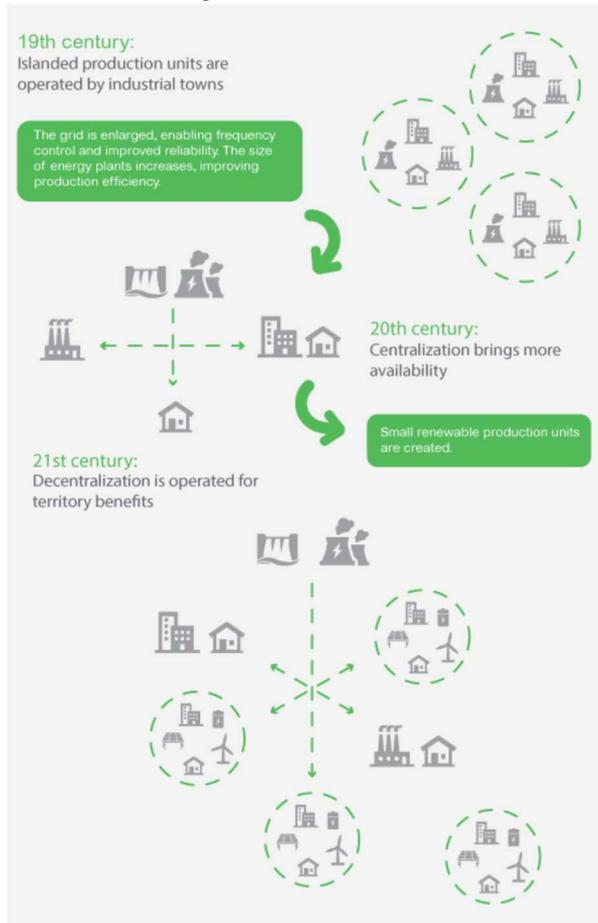 19th century:
Islanded production units are
operated by industrial towns
The grid is enlarged, enabling frequency
control and improved reliability. The size
of energy plants increases, improving
production efficiency.
20th century:
Centralization brings more
availability
Small renewable production units
are created.
21st century:
Decentralization is operated for
territory benefits